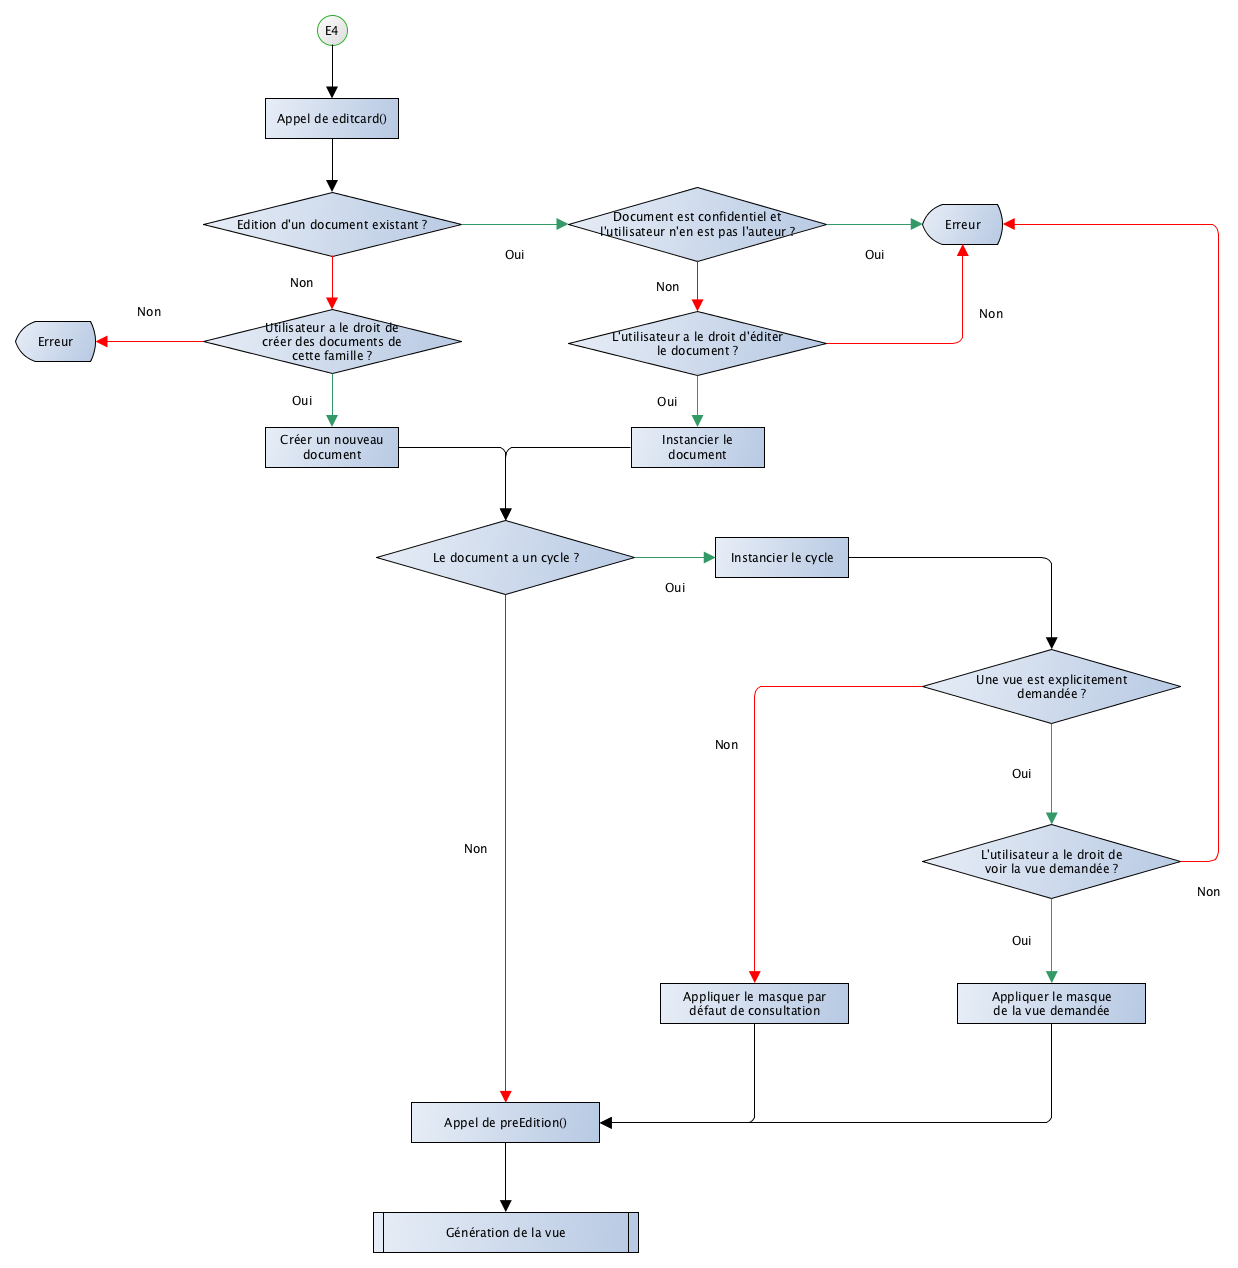 E4
Appel de editcard()
Edition d'un document existant ?
Oui
Document est confidentiel et
l'utilisateur n'en est pas l'auteur ?
Oui
Erreur
Non
Non
Non
Erreur
Non
Utilisateur a le droit de
créer des documents de
cette famille ?
L'utilisateur a le droit d'éditer
le document ?
Oui
Oui
Créer un nouveau
document
Instancier le
document
Le document a un cycle ?
Oui
Instancier le cycle
Une vue est explicitement
demandée ?
Non
Oui
Non
L'utilisateur a le droit de
voir la vue demandée ?
Non
Oui
Appliquer le masque par
défaut de consultation
Appliquer le masque
de la vue demandée
Appel de preEdition()
Génération de la vue